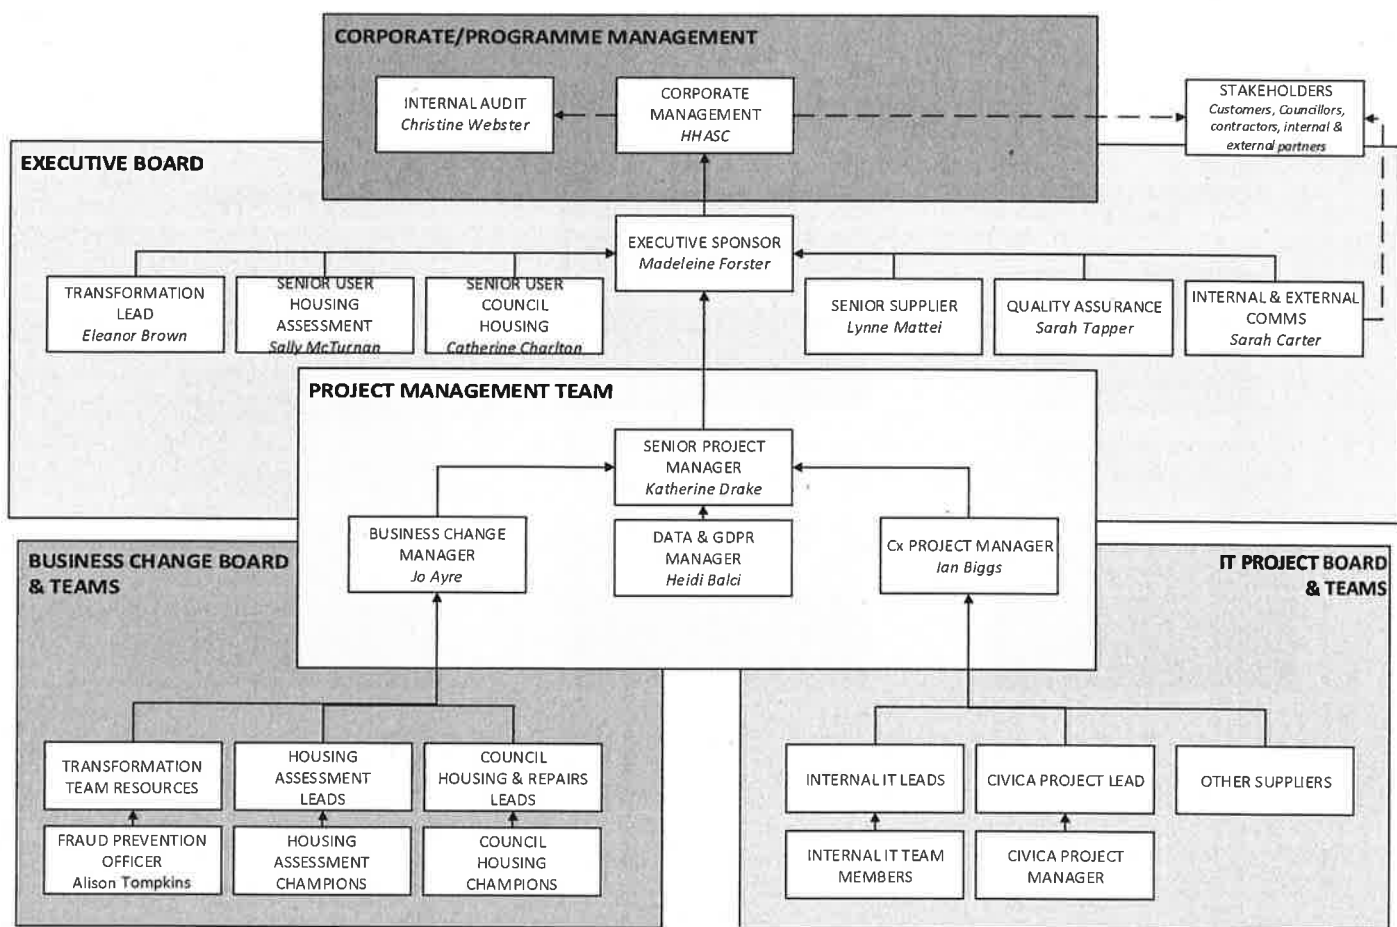 CORPORATE/PROGRAMME MANAGEMENT
INTERNAL AUDIT
Christine Webster
CORPORATE
MANAGEMENT
HHASC
STAKEHOLDERS
Customers, Councillors,
contractors, internal &
external partners
EXECUTIVE BOARD
EXECUTIVE SPONSOR
Madeleine Forster
TRANSFORMATION
LEAD
Eleanor Brown
SENIOR USER
HOUSING
ASSESSMENT
Sally McTurnan
SENIOR USER
COUNCIL
HOUSING
Catherine Charlton
SENIOR SUPPLIER
Lynne Mattei
QUALITY ASSURANCE
Sarah Tapper
INTERNAL & EXTERNAL
COMMS
Sarah Carter
PROJECT MANAGEMENT TEAM
SENIOR PROJECT
MANAGER
Katherine Drake
BUSINESS CHANGE
MANAGER
Jo Ayre
DATA & GDPR
MANAGER
Heidi Balci
Cx PROJECT MANAGER
Ian Biggs
BUSINESS CHANGE BOARD
& TEAMS
IT PROJECT BOARD
& TEAMS
TRANSFORMATION
TEAM RESOURCES
HOUSING
ASSESSMENT
LEADS
COUNCIL
HOUSING & REPAIRS
LEADS
INTERNAL IT LEADS
CIVICA PROJECT LEAD
OTHER SUPPLIERS
FRAUD PREVENTION
OFFICER
Alison Tompkins
HOUSING
ASSESSMENT
CHAMPIONS
COUNCIL
HOUSING
CHAMPIONS
INTERNAL IT TEAM
MEMBERS
CIVICA PROJECT
MANAGER